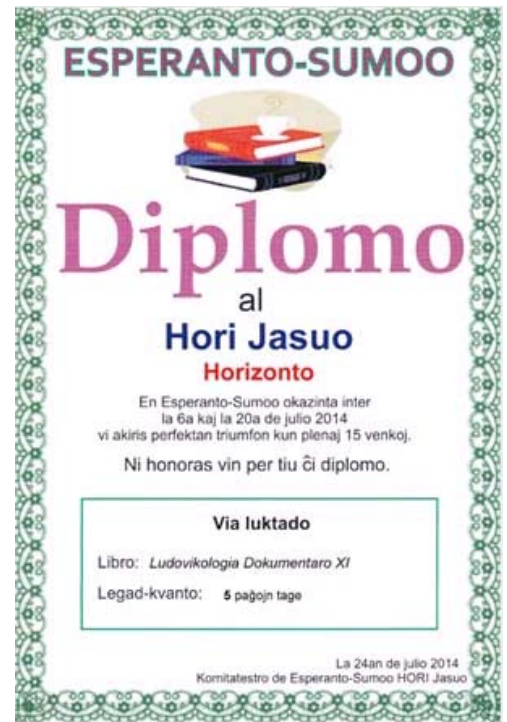 ESPERANTO-SUMOO
Diplomo
al
Hori Jasuo
Horizonto
En Esperanto-Sumoo okazinta inter
la 6a kaj la 20a de julio 2014
vi akiris perfektan triumfon kun plenaj 15 venkoj.
Ni honoras vin per tiu ĉi diplomo.
Via luktado
Libro: Ludovikologia Dokumentaro XI
Legad-kvanto: 5 paĝojn tage
La 24an de julio 2014
Komitatestro de Esperanto-Sumoo HORI Jasuo